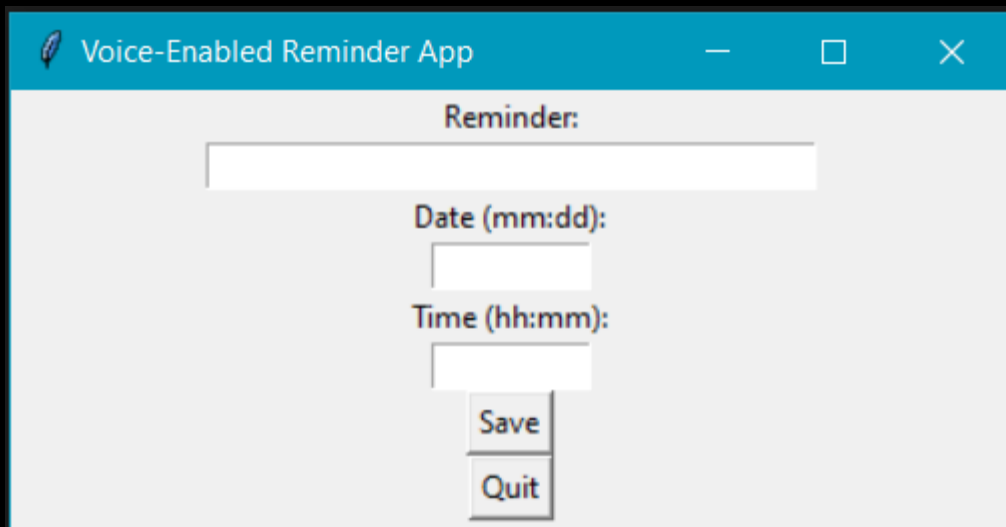 Voice-Enabled Reminder App
Reminder:
Date (mm:dd):
Time (hh:mm):
Save
Quit